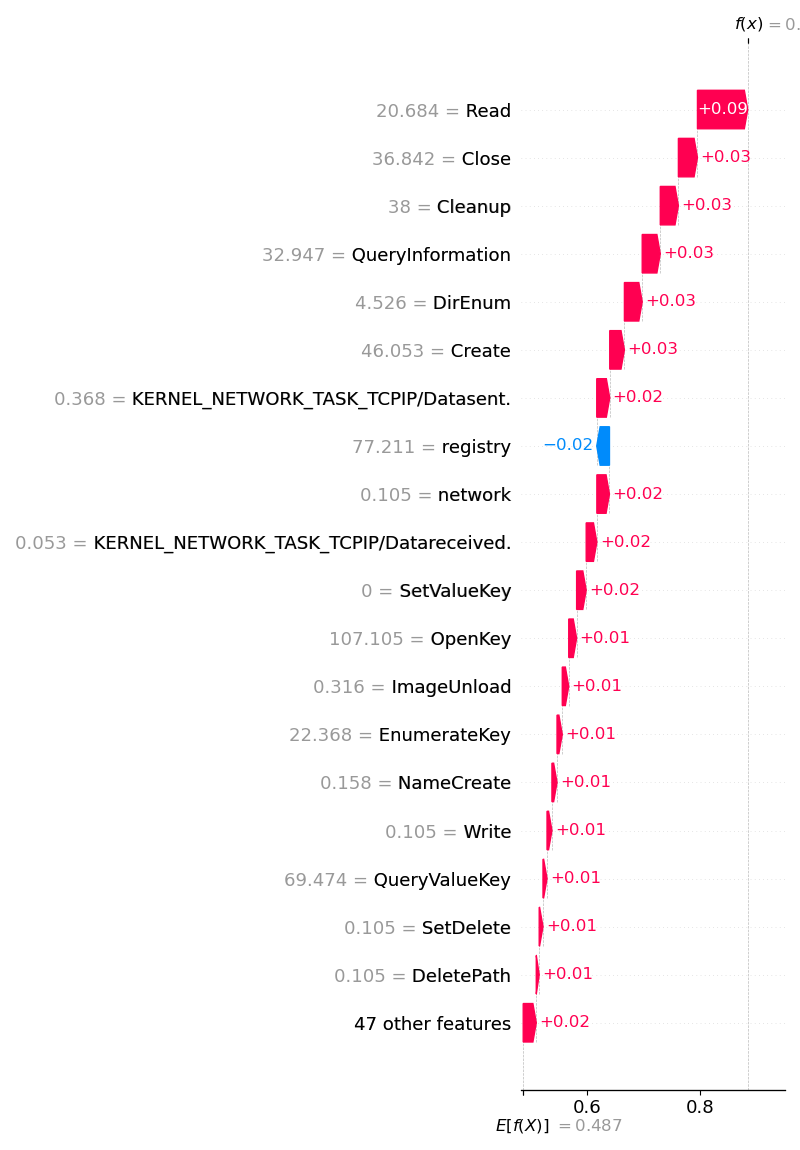 f(x) = 0.
20.684 = Read +0.09
36.842 = Close +0.03
38 = Cleanup +0.03
32.947 = QueryInformation +0.03
4.526 = DirEnum +0.03
46.053 = Create +0.03
0.368 = KERNEL_NETWORK_TASK_TCPIP/Datasent. +0.02
77.211 = registry −0.02
0.105 = network +0.02
0.053 = KERNEL_NETWORK_TASK_TCPIP/Datareceived. +0.02
0 = SetValueKey +0.02
107.105 = OpenKey +0.01
0.316 = ImageUnload +0.01
22.368 = EnumerateKey +0.01
0.158 = NameCreate +0.01
0.105 = Write +0.01
69.474 = QueryValueKey +0.01
0.105 = SetDelete +0.01
0.105 = DeletePath +0.01
47 other features +0.02
0.6 0.8
E[f(X)] = 0.487